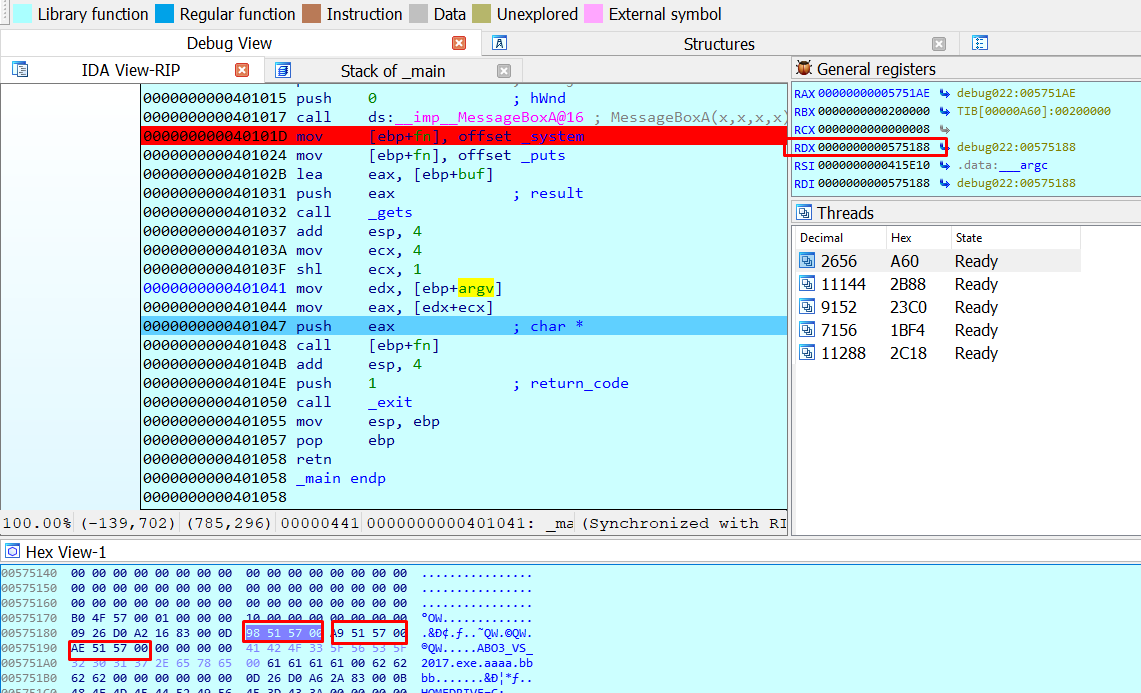 Library function Regular function Instruction Data Unexplored External symbol
Debug View Structures
IDA View-RIP Stack of _main
0000000000401015 push 0 ; hWnd
0000000000401017 call ds:__imp__MessageBoxA@16 ; MessageBoxA(x,x,x,x)
000000000040101D mov [ebp+fn], offset _system
0000000000401024 mov [ebp+fn], offset _puts
000000000040102B lea eax, [ebp+buf]
0000000000401031 push eax ; result
0000000000401032 call _gets
0000000000401037 add esp, 4
000000000040103A mov ecx, 4
000000000040103F shl ecx, 1
0000000000401041 mov edx, [ebp+argv]
0000000000401044 mov eax, [edx+ecx]
0000000000401047 push eax ; char *
0000000000401048 call [ebp+fn]
000000000040104B add esp, 4
000000000040104E push 1 ; return_code
0000000000401050 call _exit
0000000000401055 mov esp, ebp
0000000000401057 pop ebp
0000000000401058 retn
0000000000401058 _main endp
0000000000401058
100.00% (-139,702) (785,296) 00000441 0000000000401041: _ma (Synchronized with RI
General registers
RAX 00000000005751AE debug022:005751AE
RBX 0000000000200000 TIB[00000A60]:00200000
RCX 0000000000000008
RDX 0000000000575188 debug022:00575188
RSI 0000000000415E10 .data:___argc
RDI 0000000000575188 debug022:00575188
Threads
Decimal Hex State
2656 A60 Ready
11144 2B88 Ready
9152 23C0 Ready
7156 1BF4 Ready
11288 2C18 Ready
Hex View-1
00575140 00 00 00 00 00 00 00 00 00 00 00 00 00 00 00 00 ................
00575150 00 00 00 00 00 00 00 00 00 00 00 00 00 00 00 00 ................
00575160 00 00 00 00 00 00 00 00 00 00 00 00 00 00 00 00 ................
00575170 B0 4F 57 00 01 00 00 00 10 00 00 00 00 00 00 00 °OW.............
00575180 09 26 D0 A2 16 83 00 0D 98 51 57 00 A9 51 57 00 .&Ð¢.ƒ..˜QW.©QW.
00575190 AE 51 57 00 00 00 00 00 41 42 4F 33 5F 56 53 5F ®QW.....ABO3_VS_
005751A0 32 30 31 37 2E 65 78 65 00 61 61 61 61 00 62 62 2017.exe.aaaa.bb
005751B0 62 62 00 00 00 00 00 00 0D 26 D0 A6 2A 83 00 0B bb.......&Ð¦*ƒ..